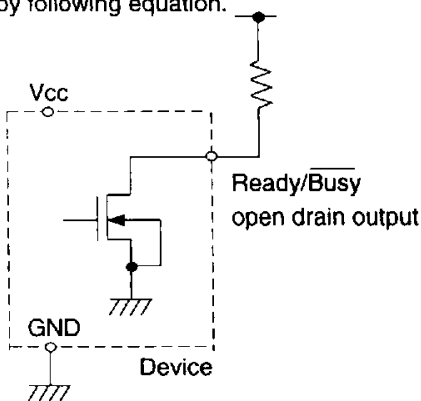 by following equation.
Vcc
Ready/Busy
open drain output
GND
Device